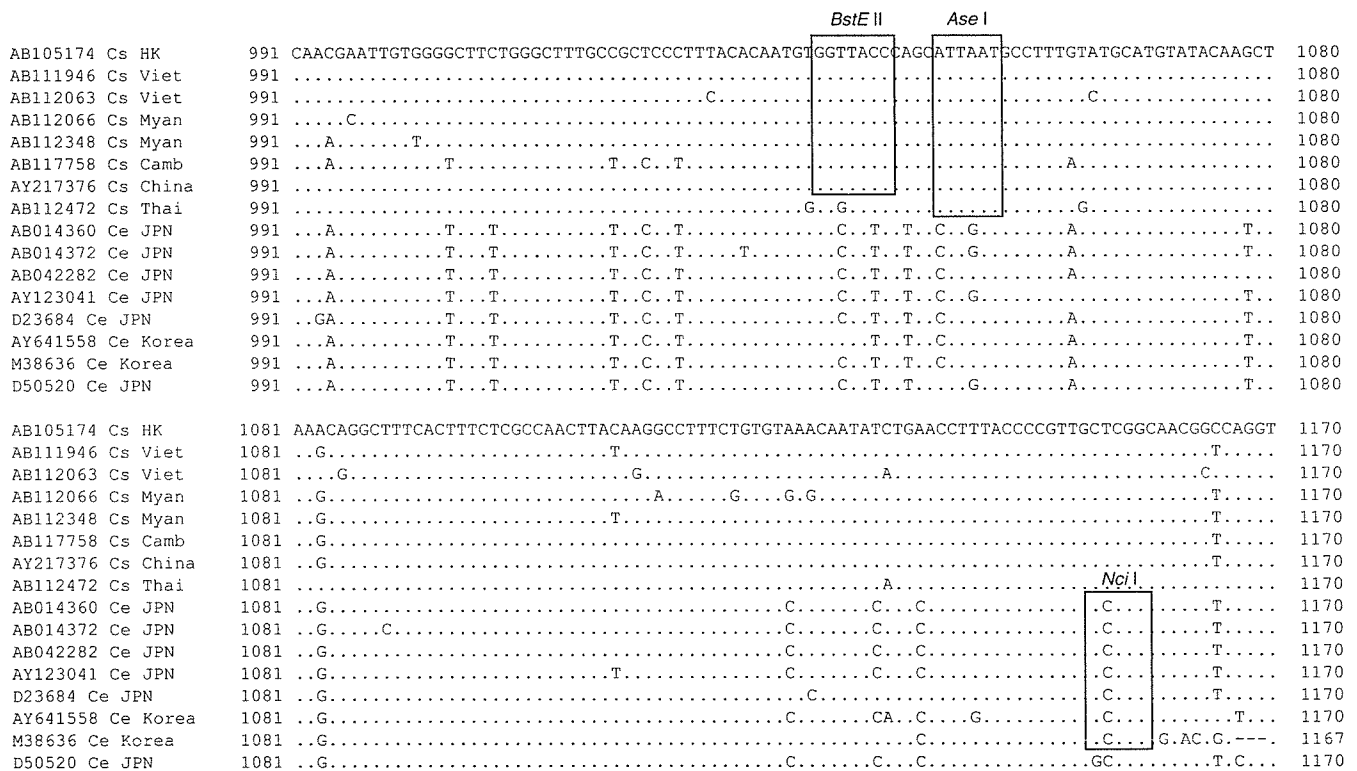 BstE II Ase I
AB105174 Cs HK 991 CAACGAATTGTGGGGCTTCTGGGCTTTGCCGCTCCCTTTACACAATGTGGTTACCCAGCATTAATGCCTTTGTATGCATGTATACAAGCT 1080
AB111946 Cs Viet 991 .......................................................................................... 1080
AB112063 Cs Viet 991 ......................................C..................................C................ 1080
AB112066 Cs Myan 991 .....C.................................................................................... 1080
AB112348 Cs Myan 991 ...A.......T.............................................................................. 1080
AB117758 Cs Camb 991 ...A..........T..............T..C..T...................................A.................. 1080
AY217376 Cs China 991 .......................................................................................... 1080
AB112472 Cs Thai 991 ...............................................G..G.....................G................. 1080
AB014360 Ce JPN 991 ...A..........T...T..........T..C..T..............C..T..T..C..G........A...............T.. 1080
AB014372 Ce JPN 991 ...A..........T...T..........T..C..T.....T........C..T..T..C..G........A...............T.. 1080
AB042282 Ce JPN 991 ...A..........T...T..........T..C..T..............C..T..T..C...........A.................. 1080
AY123041 Ce JPN 991 ...A..........T...T..........T..C..T..............C..T..T..C..G........................T.. 1080
D23684 Ce JPN 991 ..GA..........T...T..........T..C..T..............C..T..T..C...........A...............T.. 1080
AY641558 Ce Korea 991 ...A..........T...T..........T..C..T..............C..T..T..C...........A...............T.. 1080
M38636 Ce Korea 991 ...A..........T...T..........T..C..T..............C..T..T..C...........A...............T.. 1080
D50520 Ce JPN 991 ...A..........T...T..........T..C..T..............C..T..T.....G........A...............T.. 1080
AB105174 Cs HK 1081 AAACAGGCTTTCACTTTCTCGCCAACTTACAAGGCCTTTCTGTGTAAACAATATCTGAACCTTTACCCCGTTGCTCGGCAACGGCCAGGT 1170
AB111946 Cs Viet 1081 ..G..........................T......................................................T..... 1170
AB112063 Cs Viet 1081 ....G..........................G......................A............................C...... 1170
AB112066 Cs Myan 1081 ..G..............................A......G....G.G....................................T..... 1170
AB112348 Cs Myan 1081 ..G..........................T......................................................T..... 1170
AB117758 Cs Camb 1081 ..G.................................................................................T..... 1170
AY217376 Cs China 1081 ..G.................................................................................T..... 1170
AB112472 Cs Thai 1081 ......................................................A................................... 1170
Nci I
AB014360 Ce JPN 1081 ..G..........................................C.......C...C................C.........T..... 1170
AB014372 Ce JPN 1081 ..G.....C....................................C.......C...C................C.........T..... 1170
AB042282 Ce JPN 1081 ..G..........................................C.......C...C................C.........T..... 1170
AY123041 Ce JPN 1081 ..G..........................T...............C.......C...C................C.........T..... 1170
D23684 Ce JPN 1081 ..G............................................C..........................C.........T..... 1170
AY641558 Ce Korea 1081 ..G..........................................C.......CA..C....G...........C...........T... 1170
M38636 Ce Korea 1081 ..G......................................................C................C....G.AC.G.---. 1167
D50520 Ce JPN 1081 ..G..........................................C.......C...C...............GC.........T.C... 1170